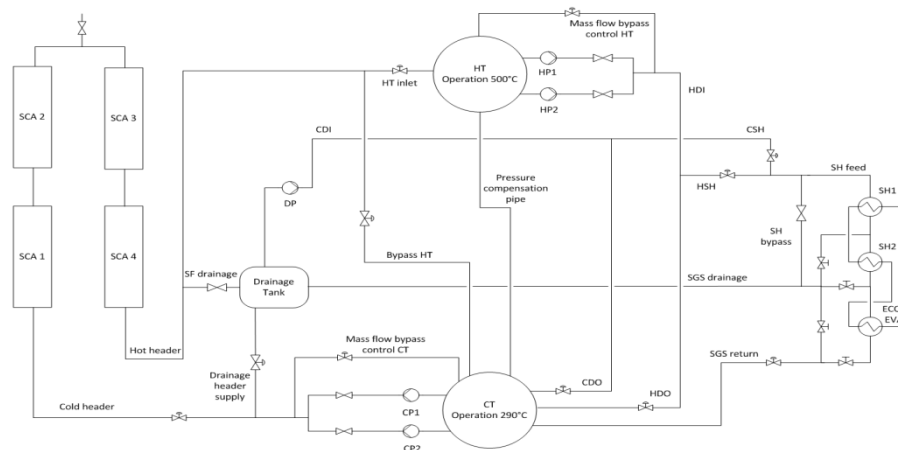 Mass flow bypass
control HT
HT
Operation 500°C
HT inlet
HP1
HP2
HDI
SCA 2
SCA 3
CDI
CSH
SH feed
DP
Pressure
compensation
pipe
HSH
SH1
SCA 1
SCA 4
SH
bypass
SH2
Bypass HT
SF drainage
Drainage
Tank
SGS drainage
ECO
EVA
Hot header
Mass flow bypass
control CT
SGS return
Drainage
header
supply
CDO
Cold header
CP1
CT
Operation 290°C
HDO
CP2